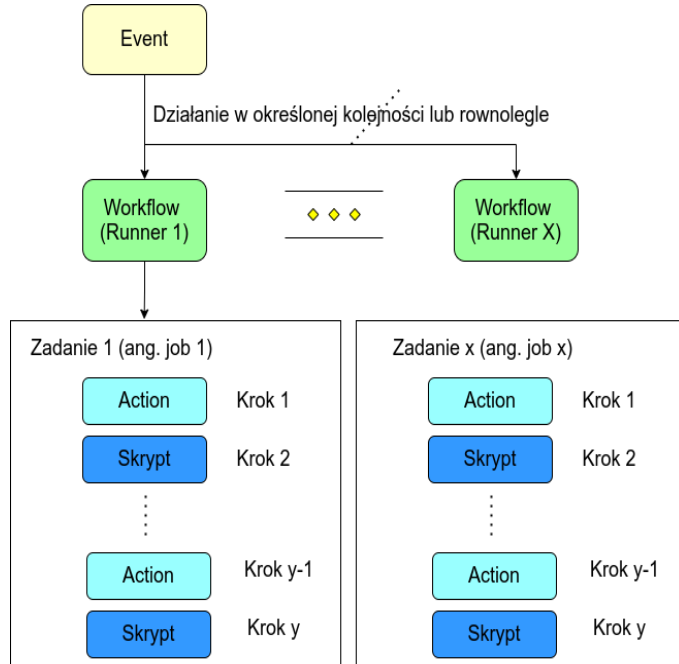 Event
Działanie w określonej kolejności lub rownolegle
Workflow
(Runner 1)
Workflow
(Runner X)
Zadanie 1 (ang. job 1)
Action Krok 1
Skrypt Krok 2
Action Krok y-1
Skrypt Krok y
Zadanie x (ang. job x)
Action Krok 1
Skrypt Krok 2
Action Krok y-1
Skrypt Krok y